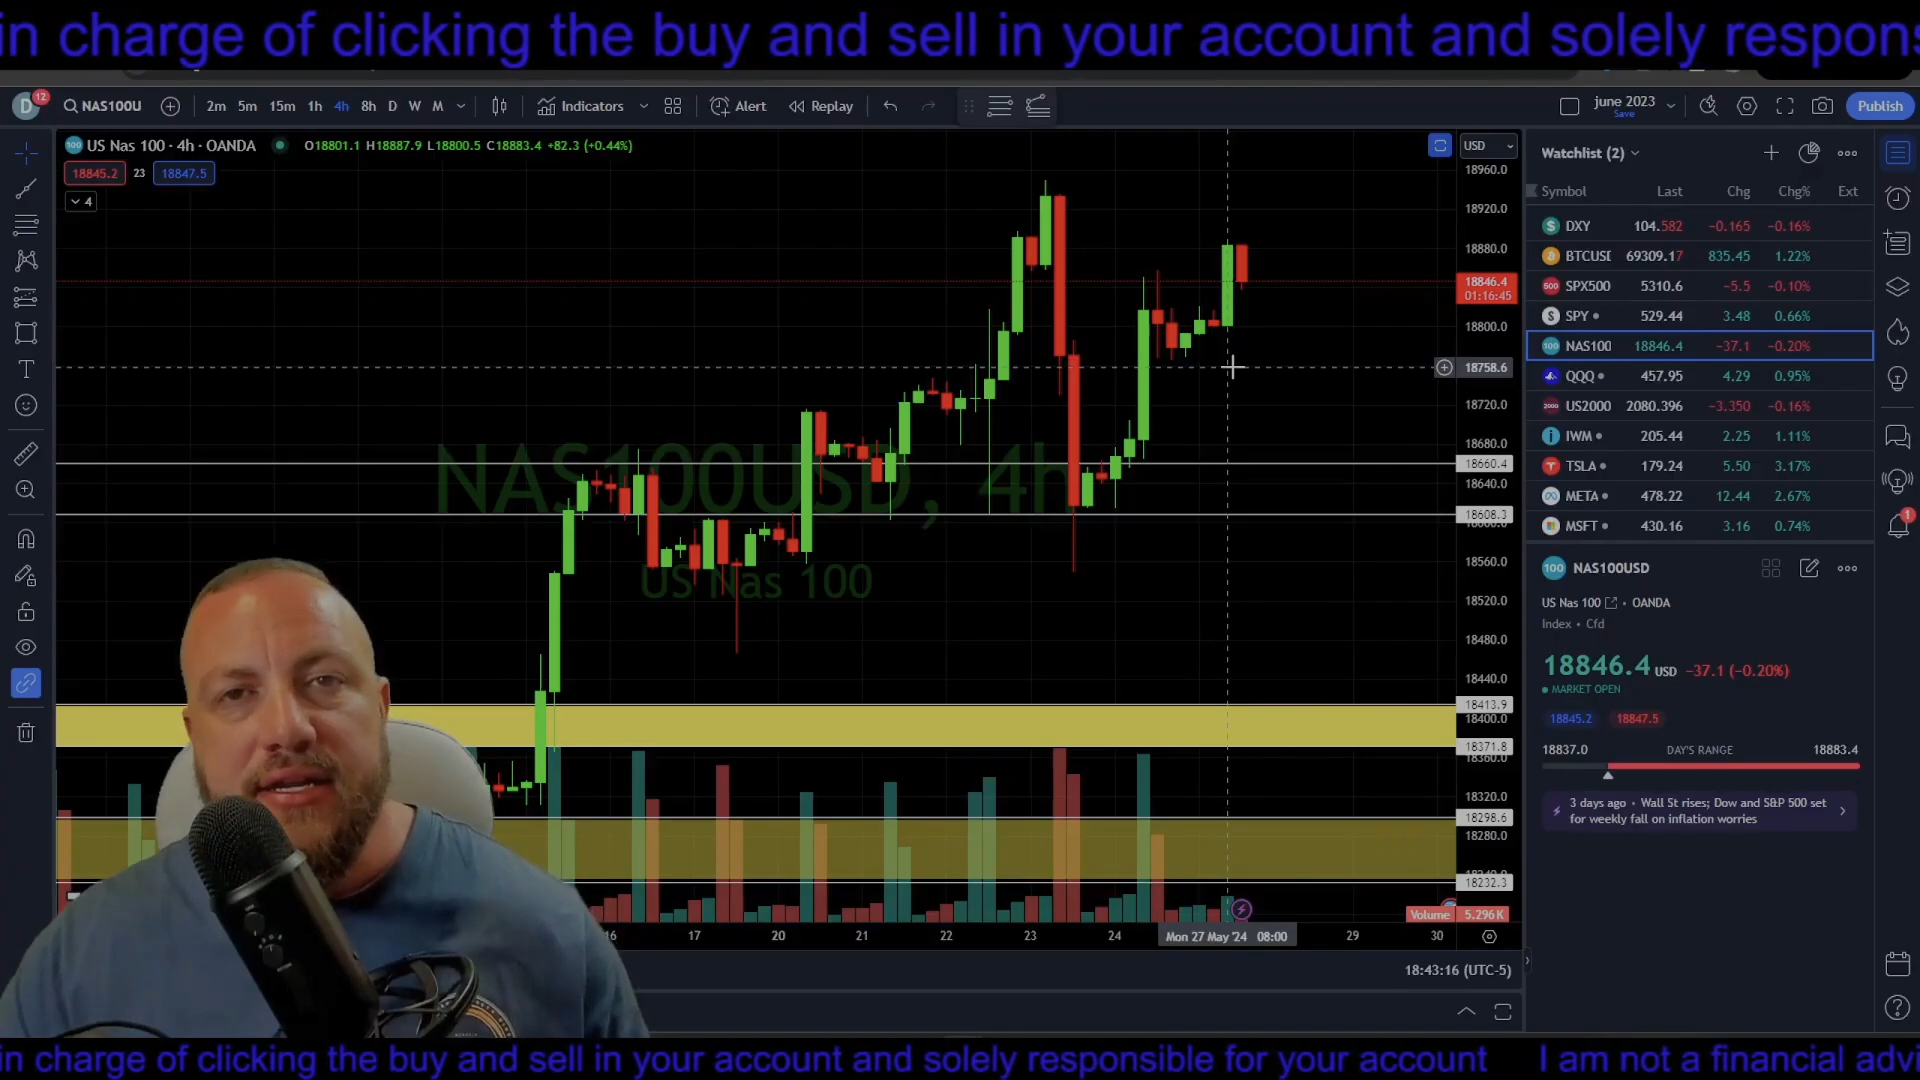 in charge of clicking the buy and sell in your account and solely respons
D 12 NAS100U 2m 5m 15m 1h 4h 8h D W M Indicators Alert Replay june 2023 Save Publish
US Nas 100 · 4h · OANDA O18801.1 H18887.9 L18800.5 C18883.4 +82.3 (+0.44%)
18845.2 23 18847.5
4
USD
18960.0
18920.0
18880.0
18846.4
01:16:45
18800.0
18758.6
18720.0
18680.0
18660.4
18640.0
18608.3
18560.0
18520.0
18480.0
18440.0
18413.9
18400.0
18371.8
18360.0
18320.0
18298.6
18280.0
18232.3
NAS100USD, 4h
US Nas 100
Volume 5.296K
16 17 20 21 22 23 24 Mon 27 May '24 08:00 29 30
18:43:16 (UTC-5)
Watchlist (2)
Symbol Last Chg Chg% Ext
DXY 104.582 −0.165 −0.16%
BTCUSD 69309.17 835.45 1.22%
SPX500 5310.6 −5.5 −0.10%
SPY 529.44 3.48 0.66%
NAS100 18846.4 −37.1 −0.20%
QQQ 457.95 4.29 0.95%
US2000 2080.396 −3.350 −0.16%
IWM 205.44 2.25 1.11%
TSLA 179.24 5.50 3.17%
META 478.22 12.44 2.67%
MSFT 430.16 3.16 0.74%
100 NAS100USD
US Nas 100 · OANDA
Index · Cfd
18846.4 USD −37.1 (−0.20%)
MARKET OPEN
18845.2 18847.5
18837.0 DAY'S RANGE 18883.4
3 days ago · Wall St rises; Dow and S&P 500 set
for weekly fall on inflation worries
in charge of clicking the buy and sell in your account and solely responsible for your account I am not a financial advi